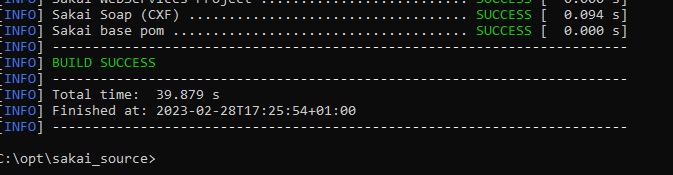 [INFO] Sakai WebServices Project .......................... SUCCESS [  0.000 s]
[INFO] Sakai Soap (CXF) ................................... SUCCESS [  0.094 s]
[INFO] Sakai base pom ..................................... SUCCESS [  0.000 s]
[INFO] ------------------------------------------------------------------------
[INFO] BUILD SUCCESS
[INFO] ------------------------------------------------------------------------
[INFO] Total time:  39.879 s
[INFO] Finished at: 2023-02-28T17:25:54+01:00
[INFO] ------------------------------------------------------------------------
C:\opt\sakai_source>